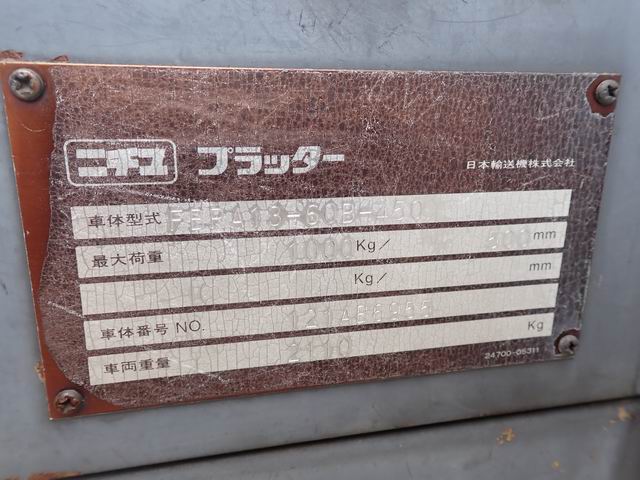 ニチユ プラッター 日本輸送機株式会社
車体型式 FBRA13-60B-450
最大荷重 1000 Kg/ 500 mm
Kg/ mm
車体番号 NO. 121AB6955
車両重量 2110 Kg
24700-05311